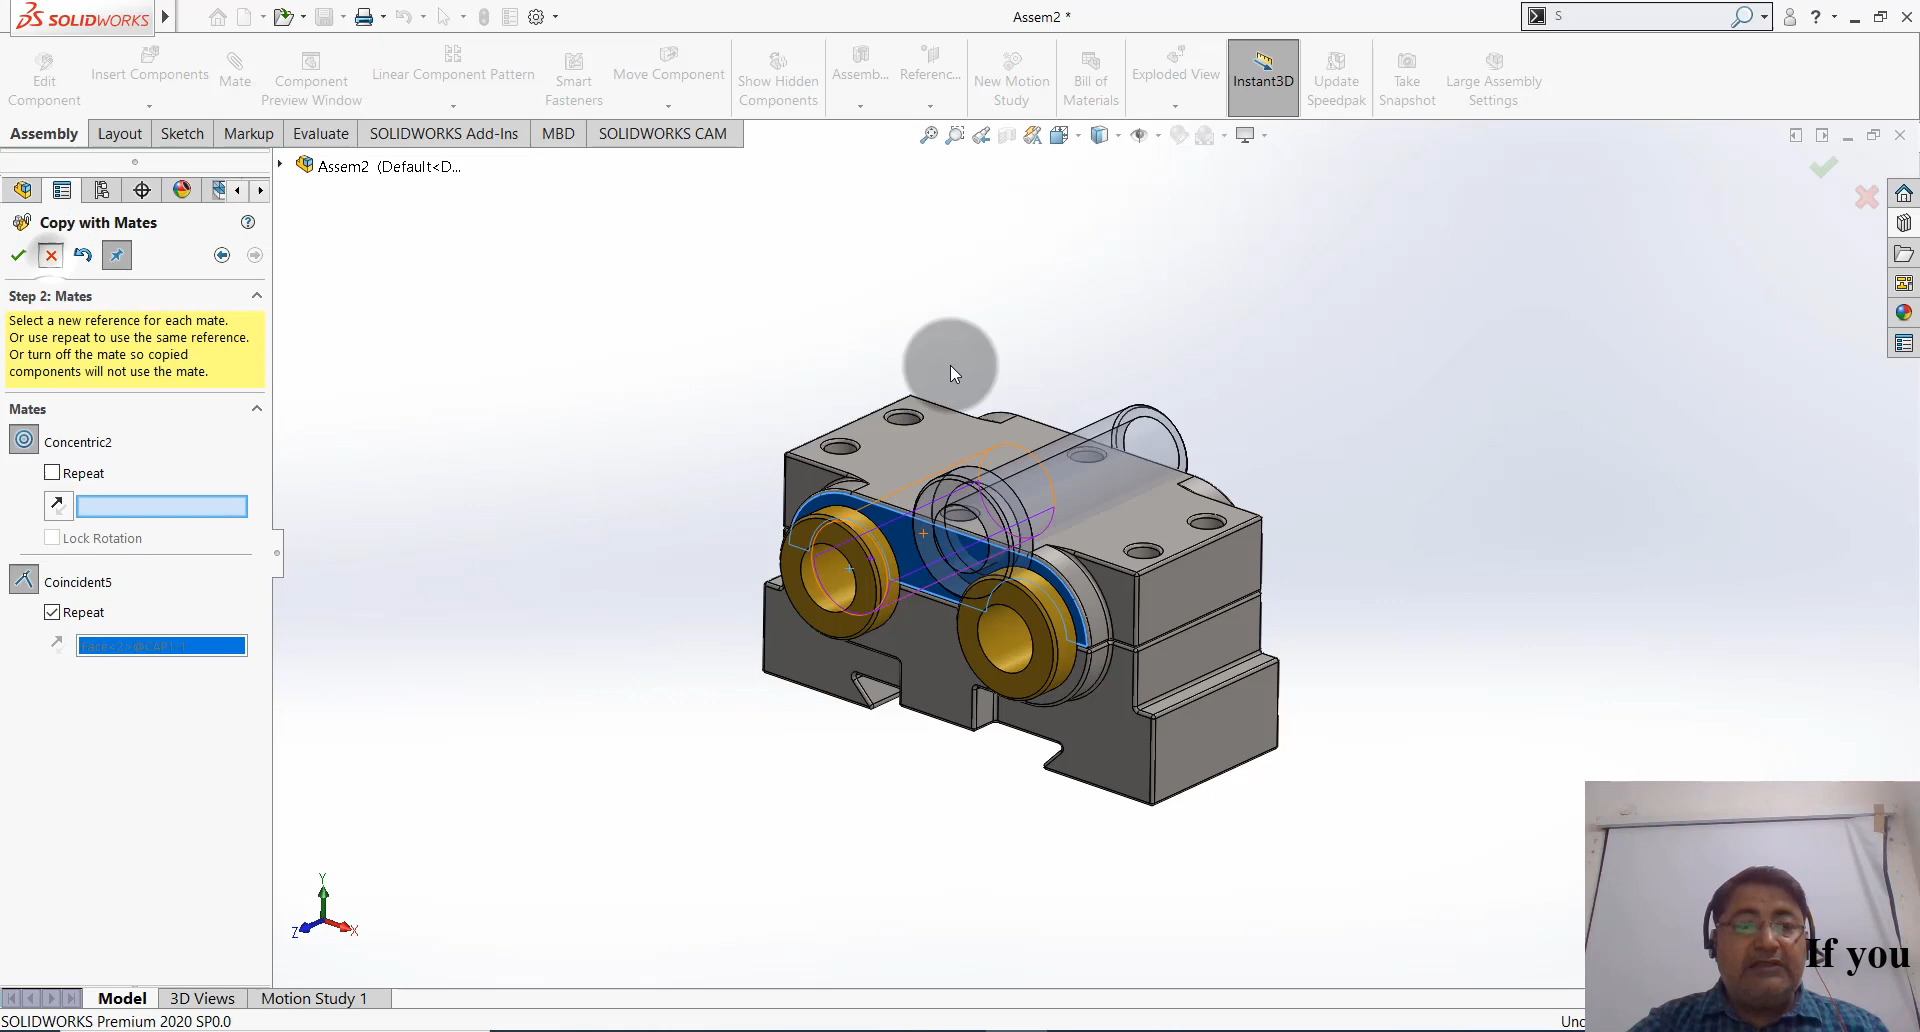 SOLIDWORKS
Assem2 *
S
Edit Component
Insert Components
Mate
Component Preview Window
Linear Component Pattern
Smart Fasteners
Move Component
Show Hidden Components
Assemb...
Referenc...
New Motion Study
Bill of Materials
Exploded View
Instant3D
Update Speedpak
Take Snapshot
Large Assembly Settings
Assembly
Layout
Sketch
Markup
Evaluate
SOLIDWORKS Add-Ins
MBD
SOLIDWORKS CAM
Assem2 (Default<D...
Copy with Mates
Step 2: Mates
Select a new reference for each mate.
Or use repeat to use the same reference.
Or turn off the mate so copied
components will not use the mate.
Mates
Concentric2
Repeat
Lock Rotation
Coincident5
Repeat
Y
Z
X
If you
Model
3D Views
Motion Study 1
SOLIDWORKS Premium 2020 SP0.0
Unc